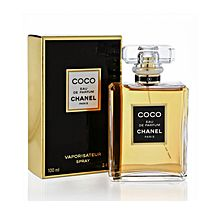 COCO
EAU DE PARFUM
CHANEL
PARIS
VAPORISATEUR
SPRAY
100 ml
COCO
EAU DE PARFUM
CHANEL
PARIS